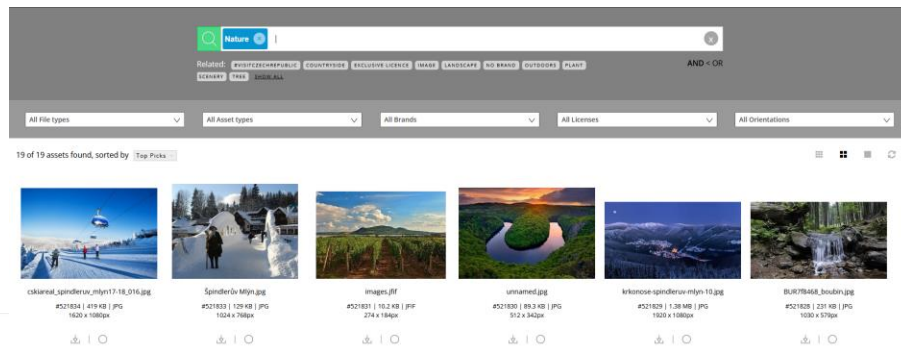 Nature x
x
Related: #VISITCZECHREPUBLIC COUNTRYSIDE EXCLUSIVE LICENCE IMAGE LANDSCAPE NO BRAND OUTDOORS PLANT
AND < OR
SCENERY TREE SHOW ALL
All File types All Asset types All Brands All Licenses All Orientations
19 of 19 assets found, sorted by Top Picks
cskiareal_spindleruv_mlyn17-18_016.jpg Špindlerův Mlýn.jpg images.jfif unnamed.jpg krkonose-spindleruv-mlyn-10.jpg BUR7f8468_boubin.jpg
#521834 | 419 KB | JPG #521833 | 129 KB | JPG #521831 | 10.2 KB | JFIF #521830 | 89.3 KB | JPG #521829 | 1.38 MB | JPG #521828 | 231 KB | JPG
1620 x 1080px 1024 x 768px 274 x 184px 512 x 342px 1920 x 1080px 1030 x 579px